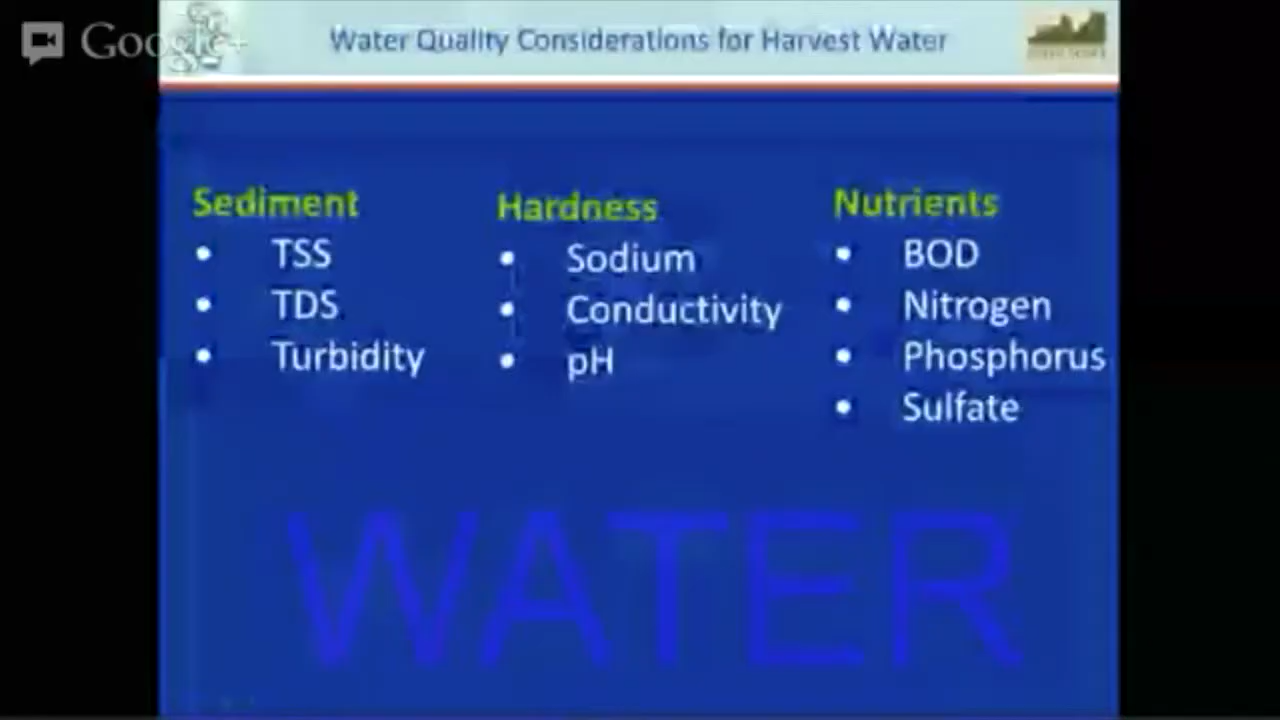 Google+
Water Quality Considerations for Harvest Water
Sediment
• TSS
• TDS
• Turbidity
Hardness
• Sodium
• Conductivity
• pH
Nutrients
• BOD
• Nitrogen
• Phosphorus
• Sulfate
WATER